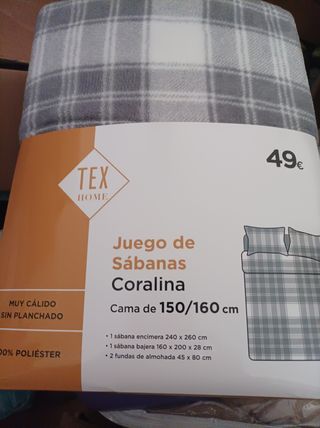 49€
TEX
HOME
Juego de
Sábanas
Coralina
Cama de 150/160 cm
MUY CÁLIDO
SIN PLANCHADO
100% POLIÉSTER
• 1 sábana encimera 240 x 260 cm
• 1 sábana bajera 160 x 200 x 28 cm
• 2 fundas de almohada 45 x 80 cm